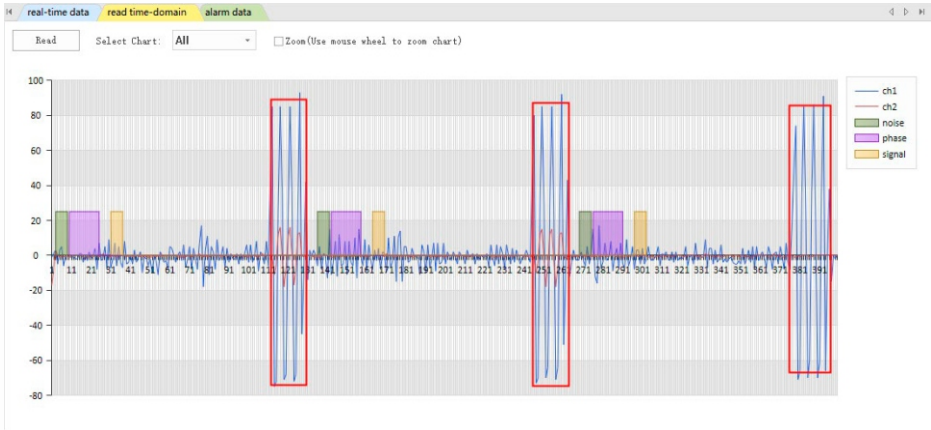 real-time data read time-domain alarm data
Read Select Chart: All Zoom(Use mouse wheel to zoom chart)
100
80
60
40
20
0
-20
-40
-60
-80
1 11 21 31 41 51 61 71 81 91 101 111 121 131 141 151 161 171 181 191 201 211 221 231 241 251 261 271 281 291 301 311 321 331 341 351 361 371 381 391
ch1
ch2
noise
phase
signal